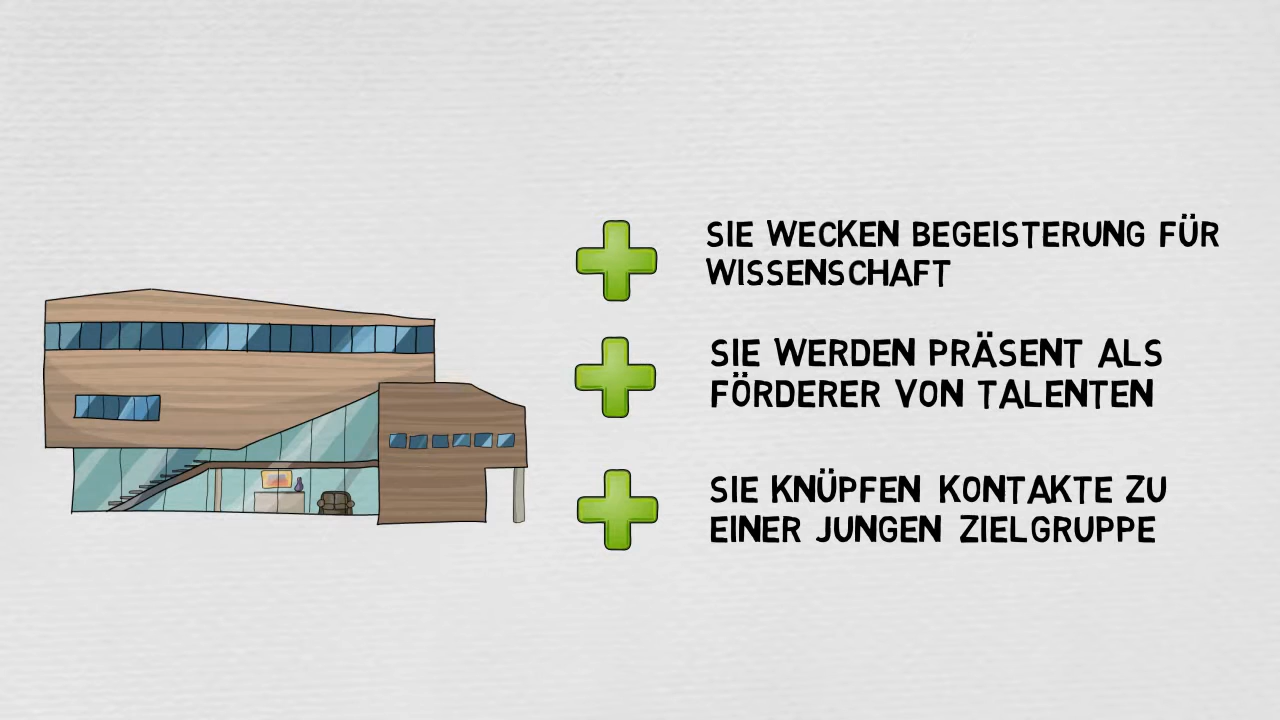 SIE WECKEN BEGEISTERUNG FÜR
WISSENSCHAFT
SIE WERDEN PRÄSENT ALS
FÖRDERER VON TALENTEN
SIE KNÜPFEN KONTAKTE ZU
EINER JUNGEN ZIELGRUPPE